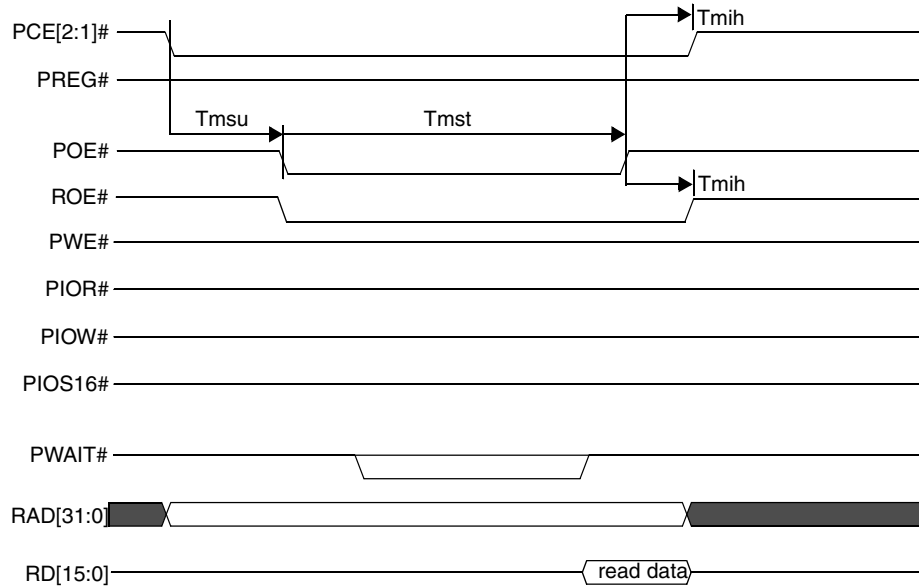 Tmih
PCE[2:1]#
PREG#
Tmsu
Tmst
POE#
Tmih
ROE#
PWE#
PIOR#
PIOW#
PIOS16#
PWAIT#
RAD[31:0]
RD[15:0]
read data